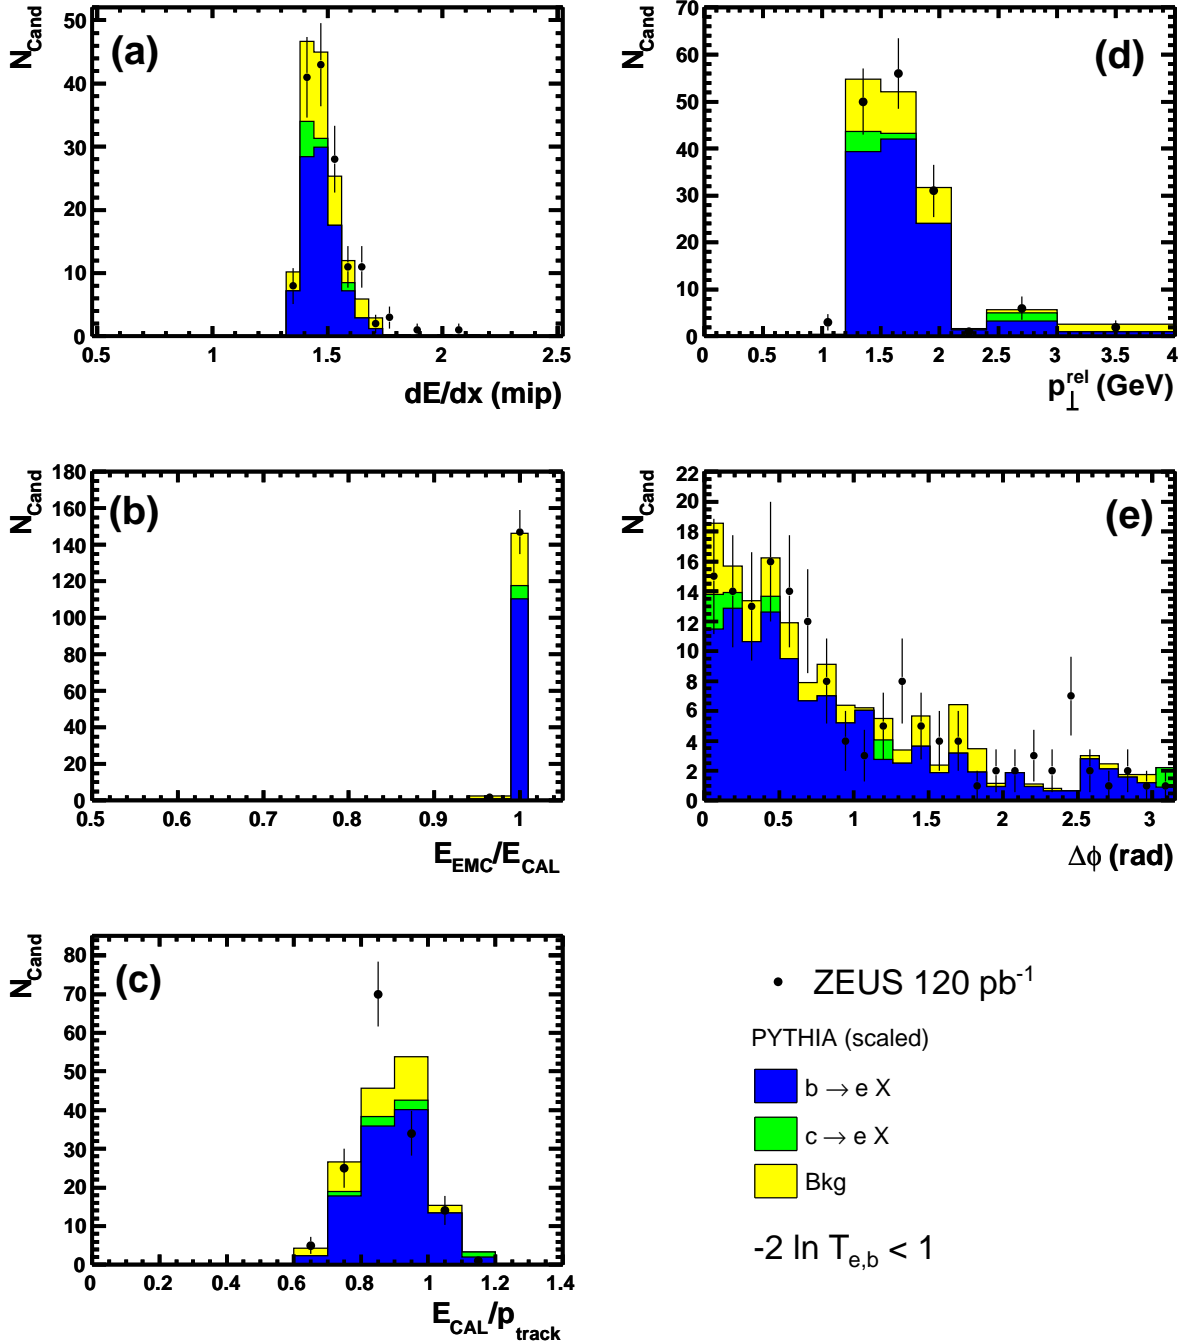 N_Cand
(a)
50
40
30
20
10
0
0.5 1 1.5 2 2.5
dE/dx (mip)
N_Cand
(d)
70
60
50
40
30
20
10
0
0 0.5 1 1.5 2 2.5 3 3.5 4
p_⊥^rel (GeV)
N_Cand
(b)
180
160
140
120
100
80
60
40
20
0
0.5 0.6 0.7 0.8 0.9 1
E_EMC/E_CAL
N_Cand
(e)
22
20
18
16
14
12
10
8
6
4
2
0
0 0.5 1 1.5 2 2.5 3
Δϕ (rad)
N_Cand
(c)
80
70
60
50
40
30
20
10
0
0 0.2 0.4 0.6 0.8 1 1.2 1.4
E_CAL/p_track
• ZEUS 120 pb^-1
PYTHIA (scaled)
b → e X
c → e X
Bkg
-2 ln T_e,b < 1